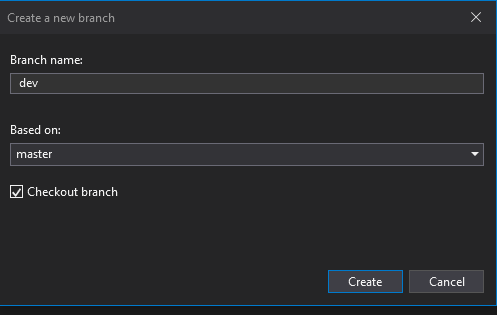 Create a new branch
Branch name:
dev
Based on:
master
Checkout branch
Create
Cancel